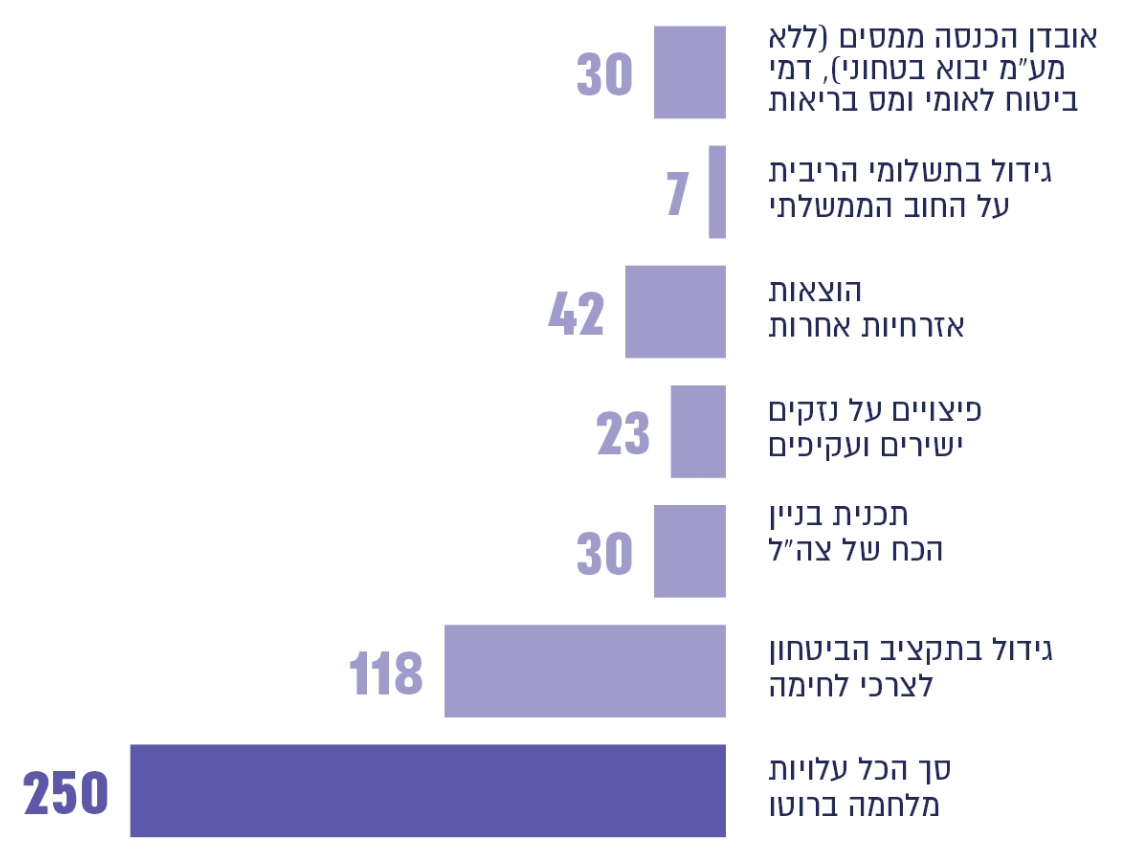 אובדן הכנסה ממסים (ללא
מע"מ יבוא בטחוני), דמי
ביטוח לאומי ומס בריאות
30
גידול בתשלומי הריבית
על החוב הממשלתי
7
הוצאות
אזרחיות אחרות
42
פיצויים על נזקים
ישירים ועקיפים
23
תכנית בניין
הכח של צה"ל
30
גידול בתקציב הביטחון
לצרכי לחימה
118
סך הכל עלויות
מלחמה ברוטו
250